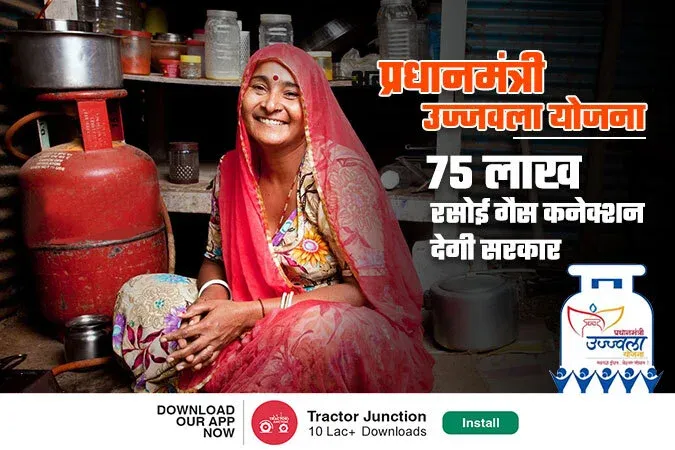 प्रधानमंत्री
उज्जवला योजना
75 लाख
रसोई गैस कनेक्शन
देगी सरकार
प्रधानमंत्री
उज्ज्वला
योजना
DOWNLOAD
OUR APP
NOW
Tractor Junction
10 Lac+ Downloads
Install